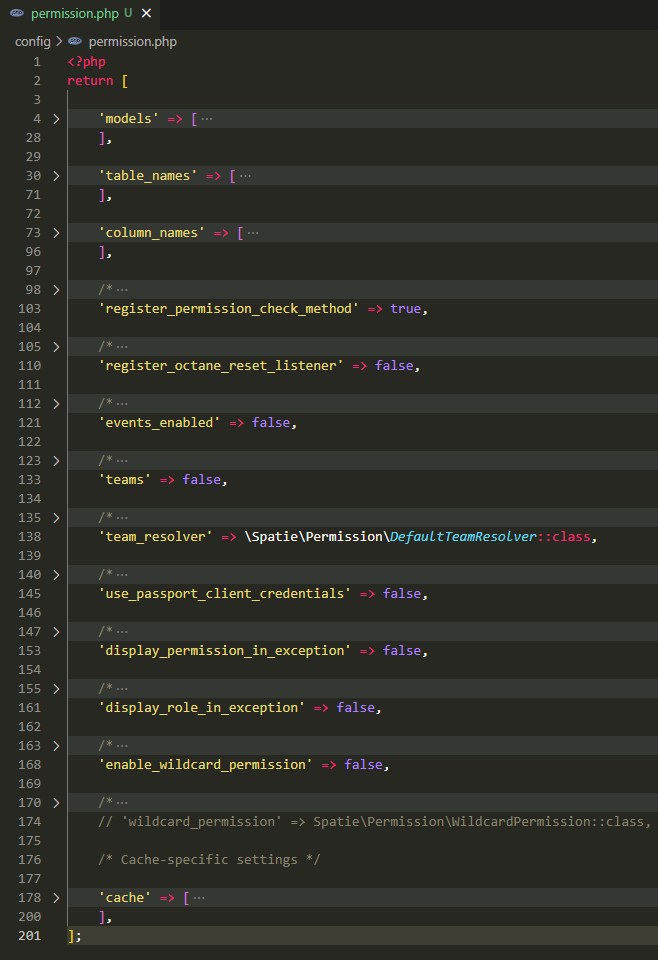 php permission.php U ×
config > php permission.php
1 <?php
2 return [
3
4 > 'models' => [ ···
28 ],
29
30 > 'table_names' => [ ···
71 ],
72
73 > 'column_names' => [ ···
96 ],
97
98 > /* ···
103 'register_permission_check_method' => true,
104
105 > /* ···
110 'register_octane_reset_listener' => false,
111
112 > /* ···
121 'events_enabled' => false,
122
123 > /* ···
133 'teams' => false,
134
135 > /* ···
138 'team_resolver' => \Spatie\Permission\DefaultTeamResolver::class,
139
140 > /* ···
145 'use_passport_client_credentials' => false,
146
147 > /* ···
153 'display_permission_in_exception' => false,
154
155 > /* ···
161 'display_role_in_exception' => false,
162
163 > /* ···
168 'enable_wildcard_permission' => false,
169
170 > /* ···
174 // 'wildcard_permission' => Spatie\Permission\WildcardPermission::class,
175
176 /* Cache-specific settings */
177
178 > 'cache' => [ ···
200 ],
201 ];